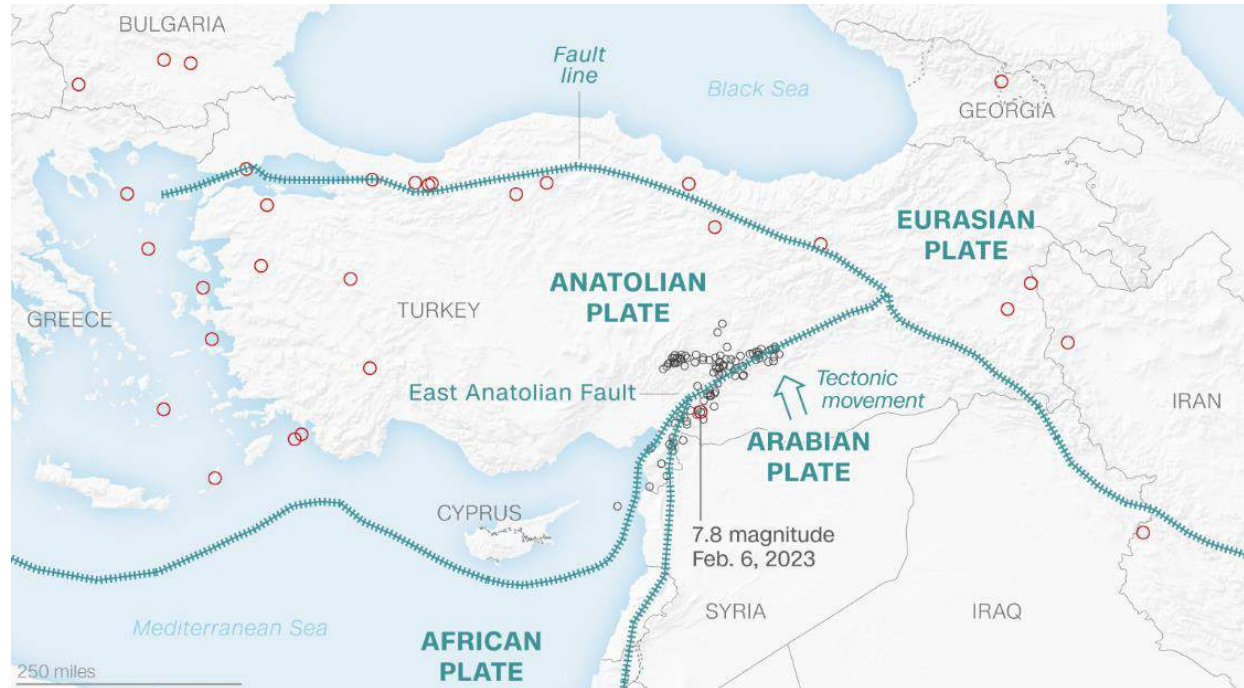 BULGARIA
Fault
line
Black Sea
GEORGIA
EURASIAN
PLATE
ANATOLIAN
PLATE
TURKEY
GREECE
East Anatolian Fault
Tectonic
movement
IRAN
ARABIAN
PLATE
CYPRUS
7.8 magnitude
Feb. 6, 2023
SYRIA
IRAQ
Mediterranean Sea
AFRICAN
PLATE
250 miles